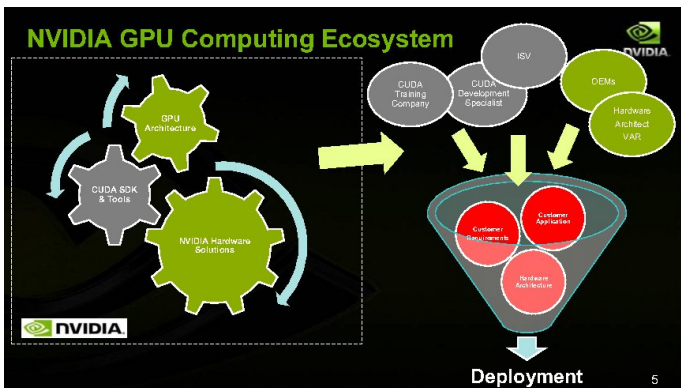 NVIDIA GPU Computing Ecosystem
NVIDIA.
GPU
Architecture
CUDA SDK
& Tools
NVIDIA Hardware
Solutions
NVIDIA.
CUDA
Training
Company
CUDA
Development
Specialist
ISV
OEMs
Hardware
Architect
VAR
Customer
Requirements
Customer
Application
Hardware
Architecture
Deployment
5